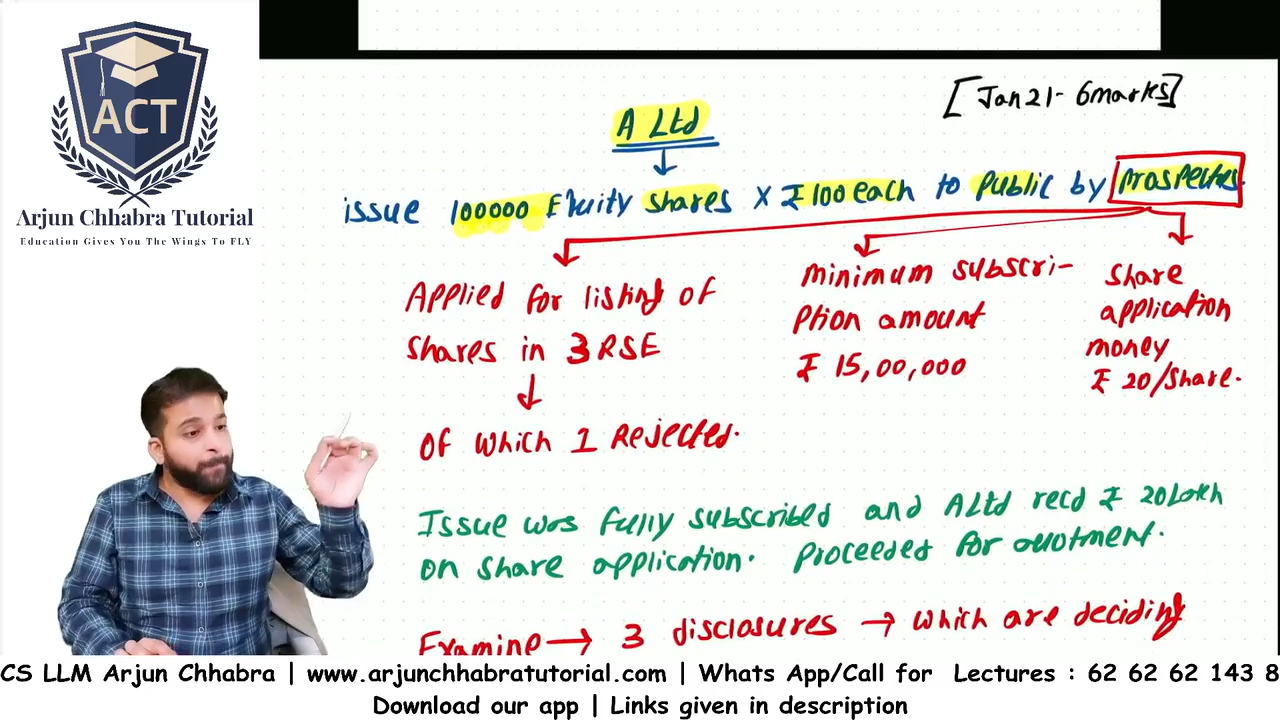 ACT
Arjun Chhabra Tutorial
Education Gives You The Wings To FLY
[Jan 21 - 6 marks]
A Ltd
issue 100000 Equity shares x ₹ 100 each to Public by Prospectus.
Applied for listing of
shares in 3 RSE
of which 1 Rejected.
Minimum subscri-
ption amount
₹ 15,00,000
share
application
money
₹ 20/share.
Issue was fully subscribed and A Ltd recd ₹ 20 Lakh
on share application. Proceeded for allotment.
Examine → 3 disclosures → which are deciding
CS LLM Arjun Chhabra | www.arjunchhabratutorial.com | Whats App/Call for Lectures : 62 62 62 143 8
Download our app | Links given in description